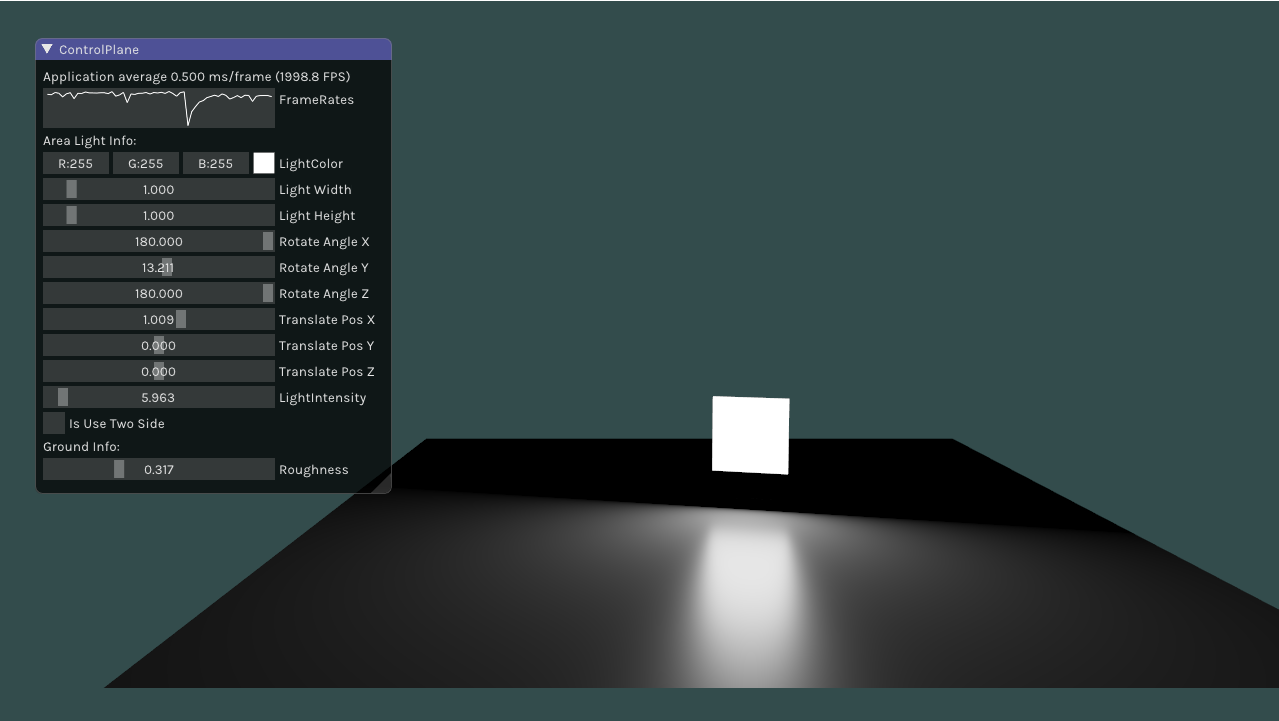 ControlPlane
Application average 0.500 ms/frame (1998.8 FPS)
FrameRates
Area Light Info:
R:255 G:255 B:255 LightColor
1.000 Light Width
1.000 Light Height
180.000 Rotate Angle X
13.211 Rotate Angle Y
180.000 Rotate Angle Z
1.009 Translate Pos X
0.000 Translate Pos Y
0.000 Translate Pos Z
5.963 LightIntensity
Is Use Two Side
Ground Info:
0.317 Roughness